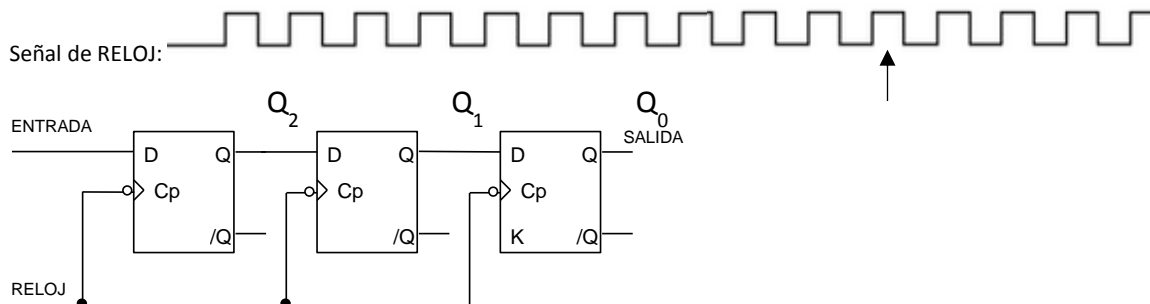 Señal de RELOJ:
Q2 Q1 Q0
ENTRADA SALIDA
D Q D Q D Q
Cp Cp Cp
/Q /Q K /Q
RELOJ